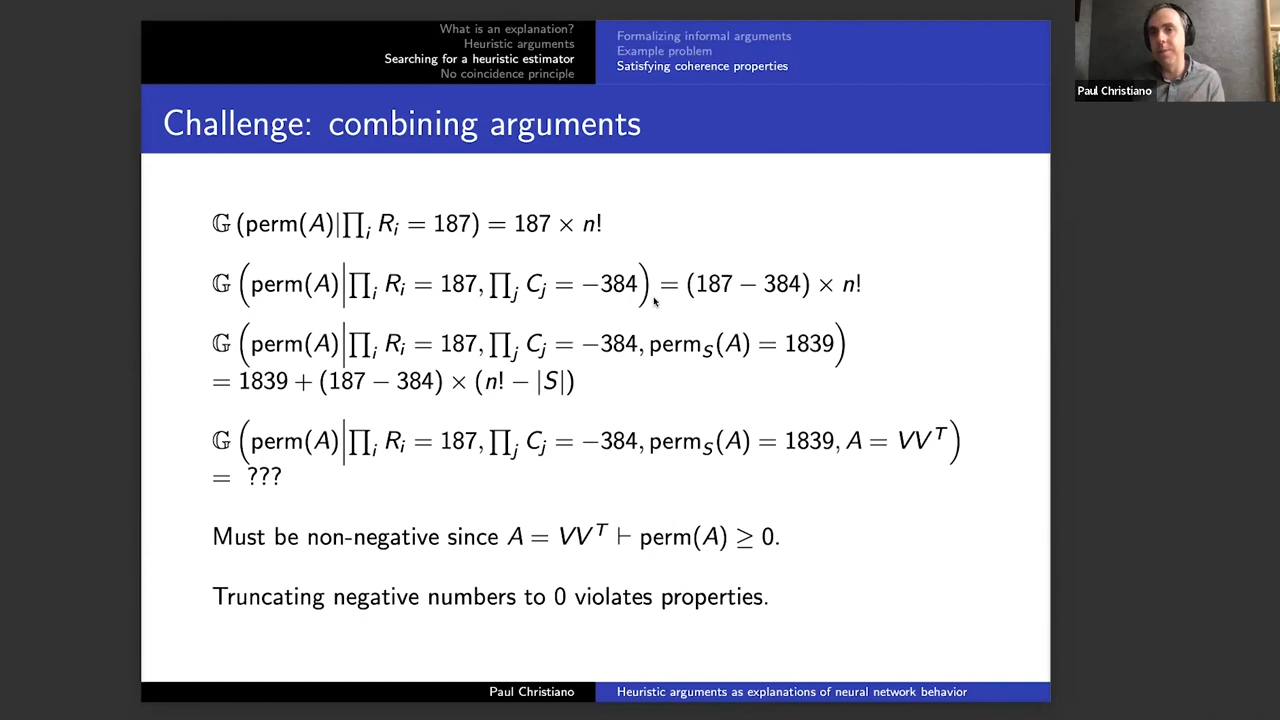 What is an explanation?
Heuristic arguments
Searching for a heuristic estimator
No coincidence principle
Formalizing informal arguments
Example problem
Satisfying coherence properties
Paul Christiano
Challenge: combining arguments
𝔾 (perm(A)|∏ᵢ Rᵢ = 187) = 187 × n!
𝔾 (perm(A)|∏ᵢ Rᵢ = 187, ∏ⱼ Cⱼ = −384) = (187 − 384) × n!
𝔾 (perm(A)|∏ᵢ Rᵢ = 187, ∏ⱼ Cⱼ = −384, perm_S(A) = 1839)
= 1839 + (187 − 384) × (n! − |S|)
𝔾 (perm(A)|∏ᵢ Rᵢ = 187, ∏ⱼ Cⱼ = −384, perm_S(A) = 1839, A = VVᵀ)
= ???
Must be non-negative since A = VVᵀ ⊢ perm(A) ≥ 0.
Truncating negative numbers to 0 violates properties.
Paul Christiano
Heuristic arguments as explanations of neural network behavior